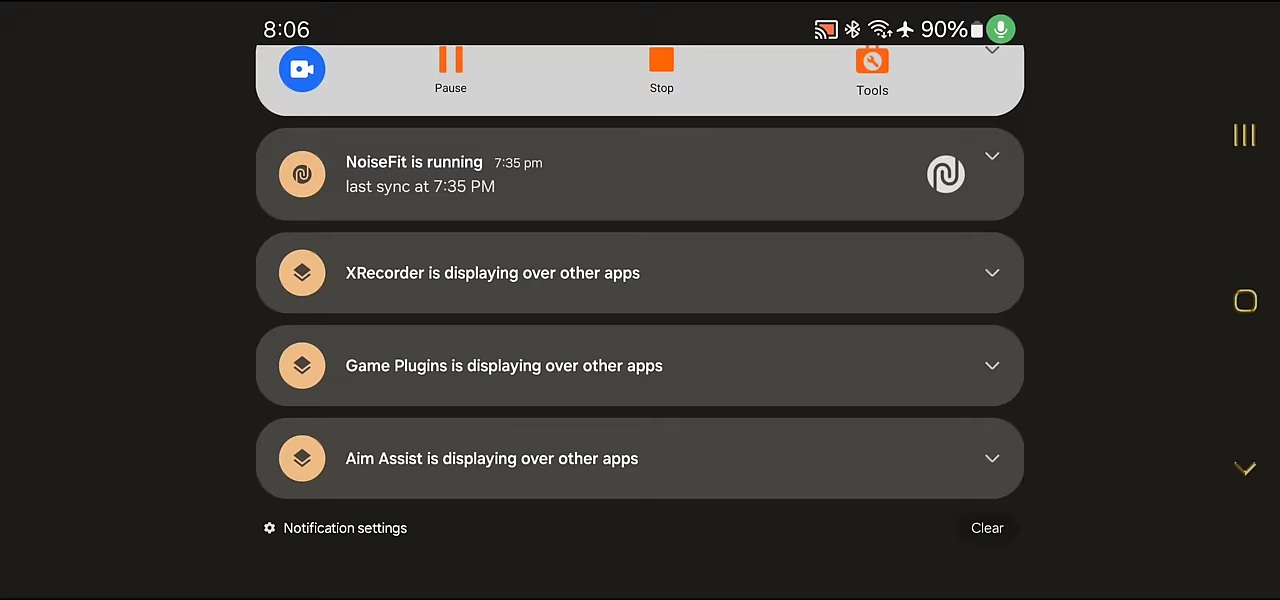 8:06
90%
Pause
Stop
Tools
NoiseFit is running 7:35 pm
last sync at 7:35 PM
XRecorder is displaying over other apps
Game Plugins is displaying over other apps
Aim Assist is displaying over other apps
Notification settings
Clear